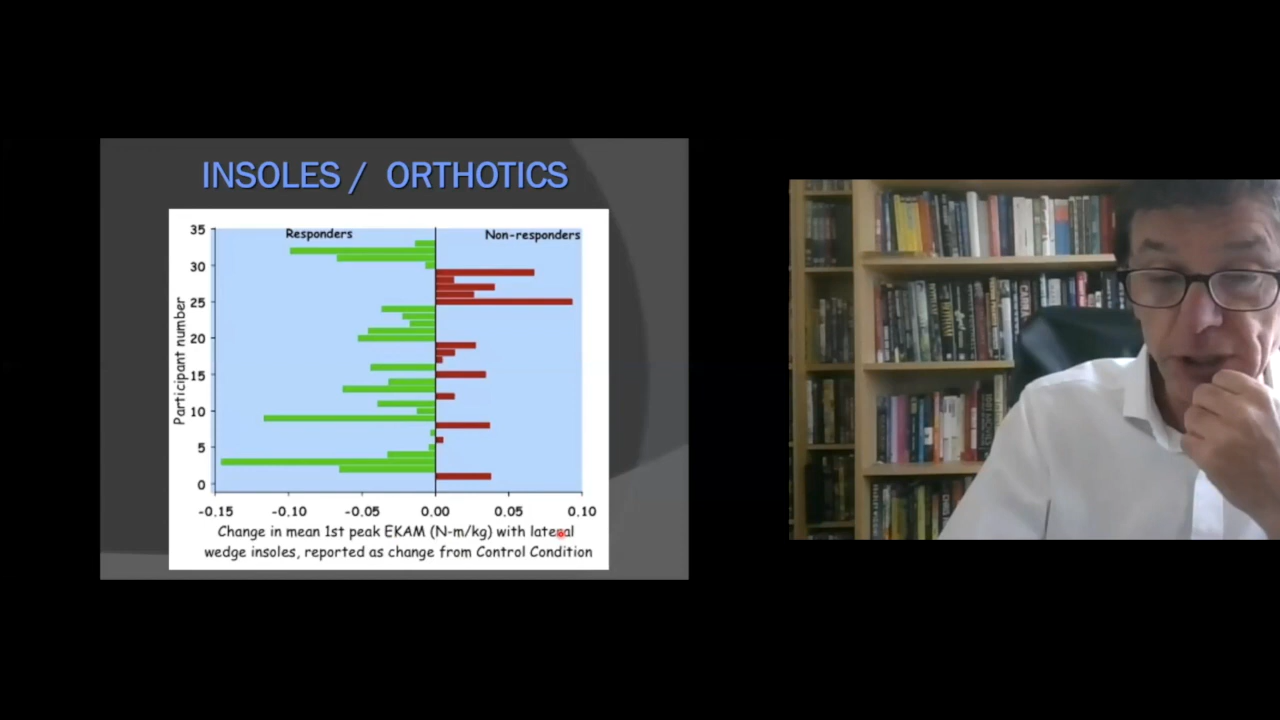 INSOLES / ORTHOTICS
Responders
Non-responders
35
30
25
20
15
10
5
0
Participant number
-0.15 -0.10 -0.05 0.00 0.05 0.10
Change in mean 1st peak EKAM (N-m/kg) with lateral
wedge insoles, reported as change from Control Condition